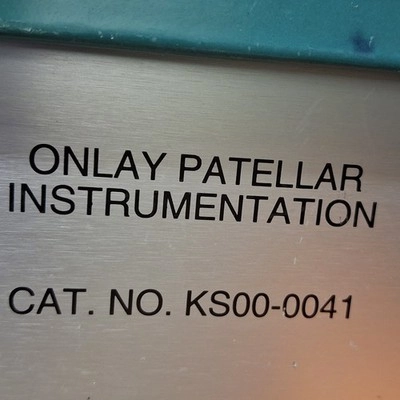 ONLAY PATELLAR
INSTRUMENTATION
CAT. NO. KS00-0041